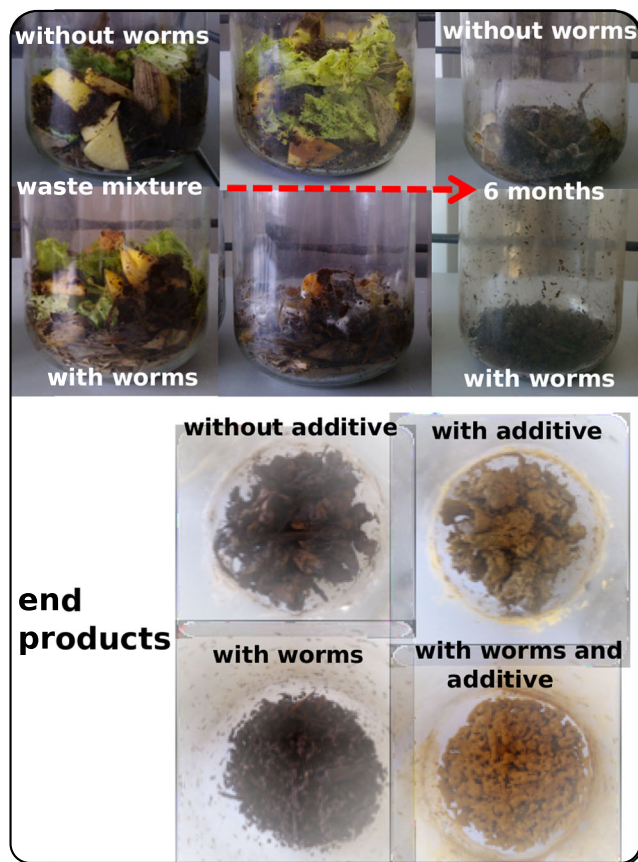 without worms
without worms
waste mixture
6 months
with worms
with worms
without additive
with additive
end
products
with worms
with worms and
additive